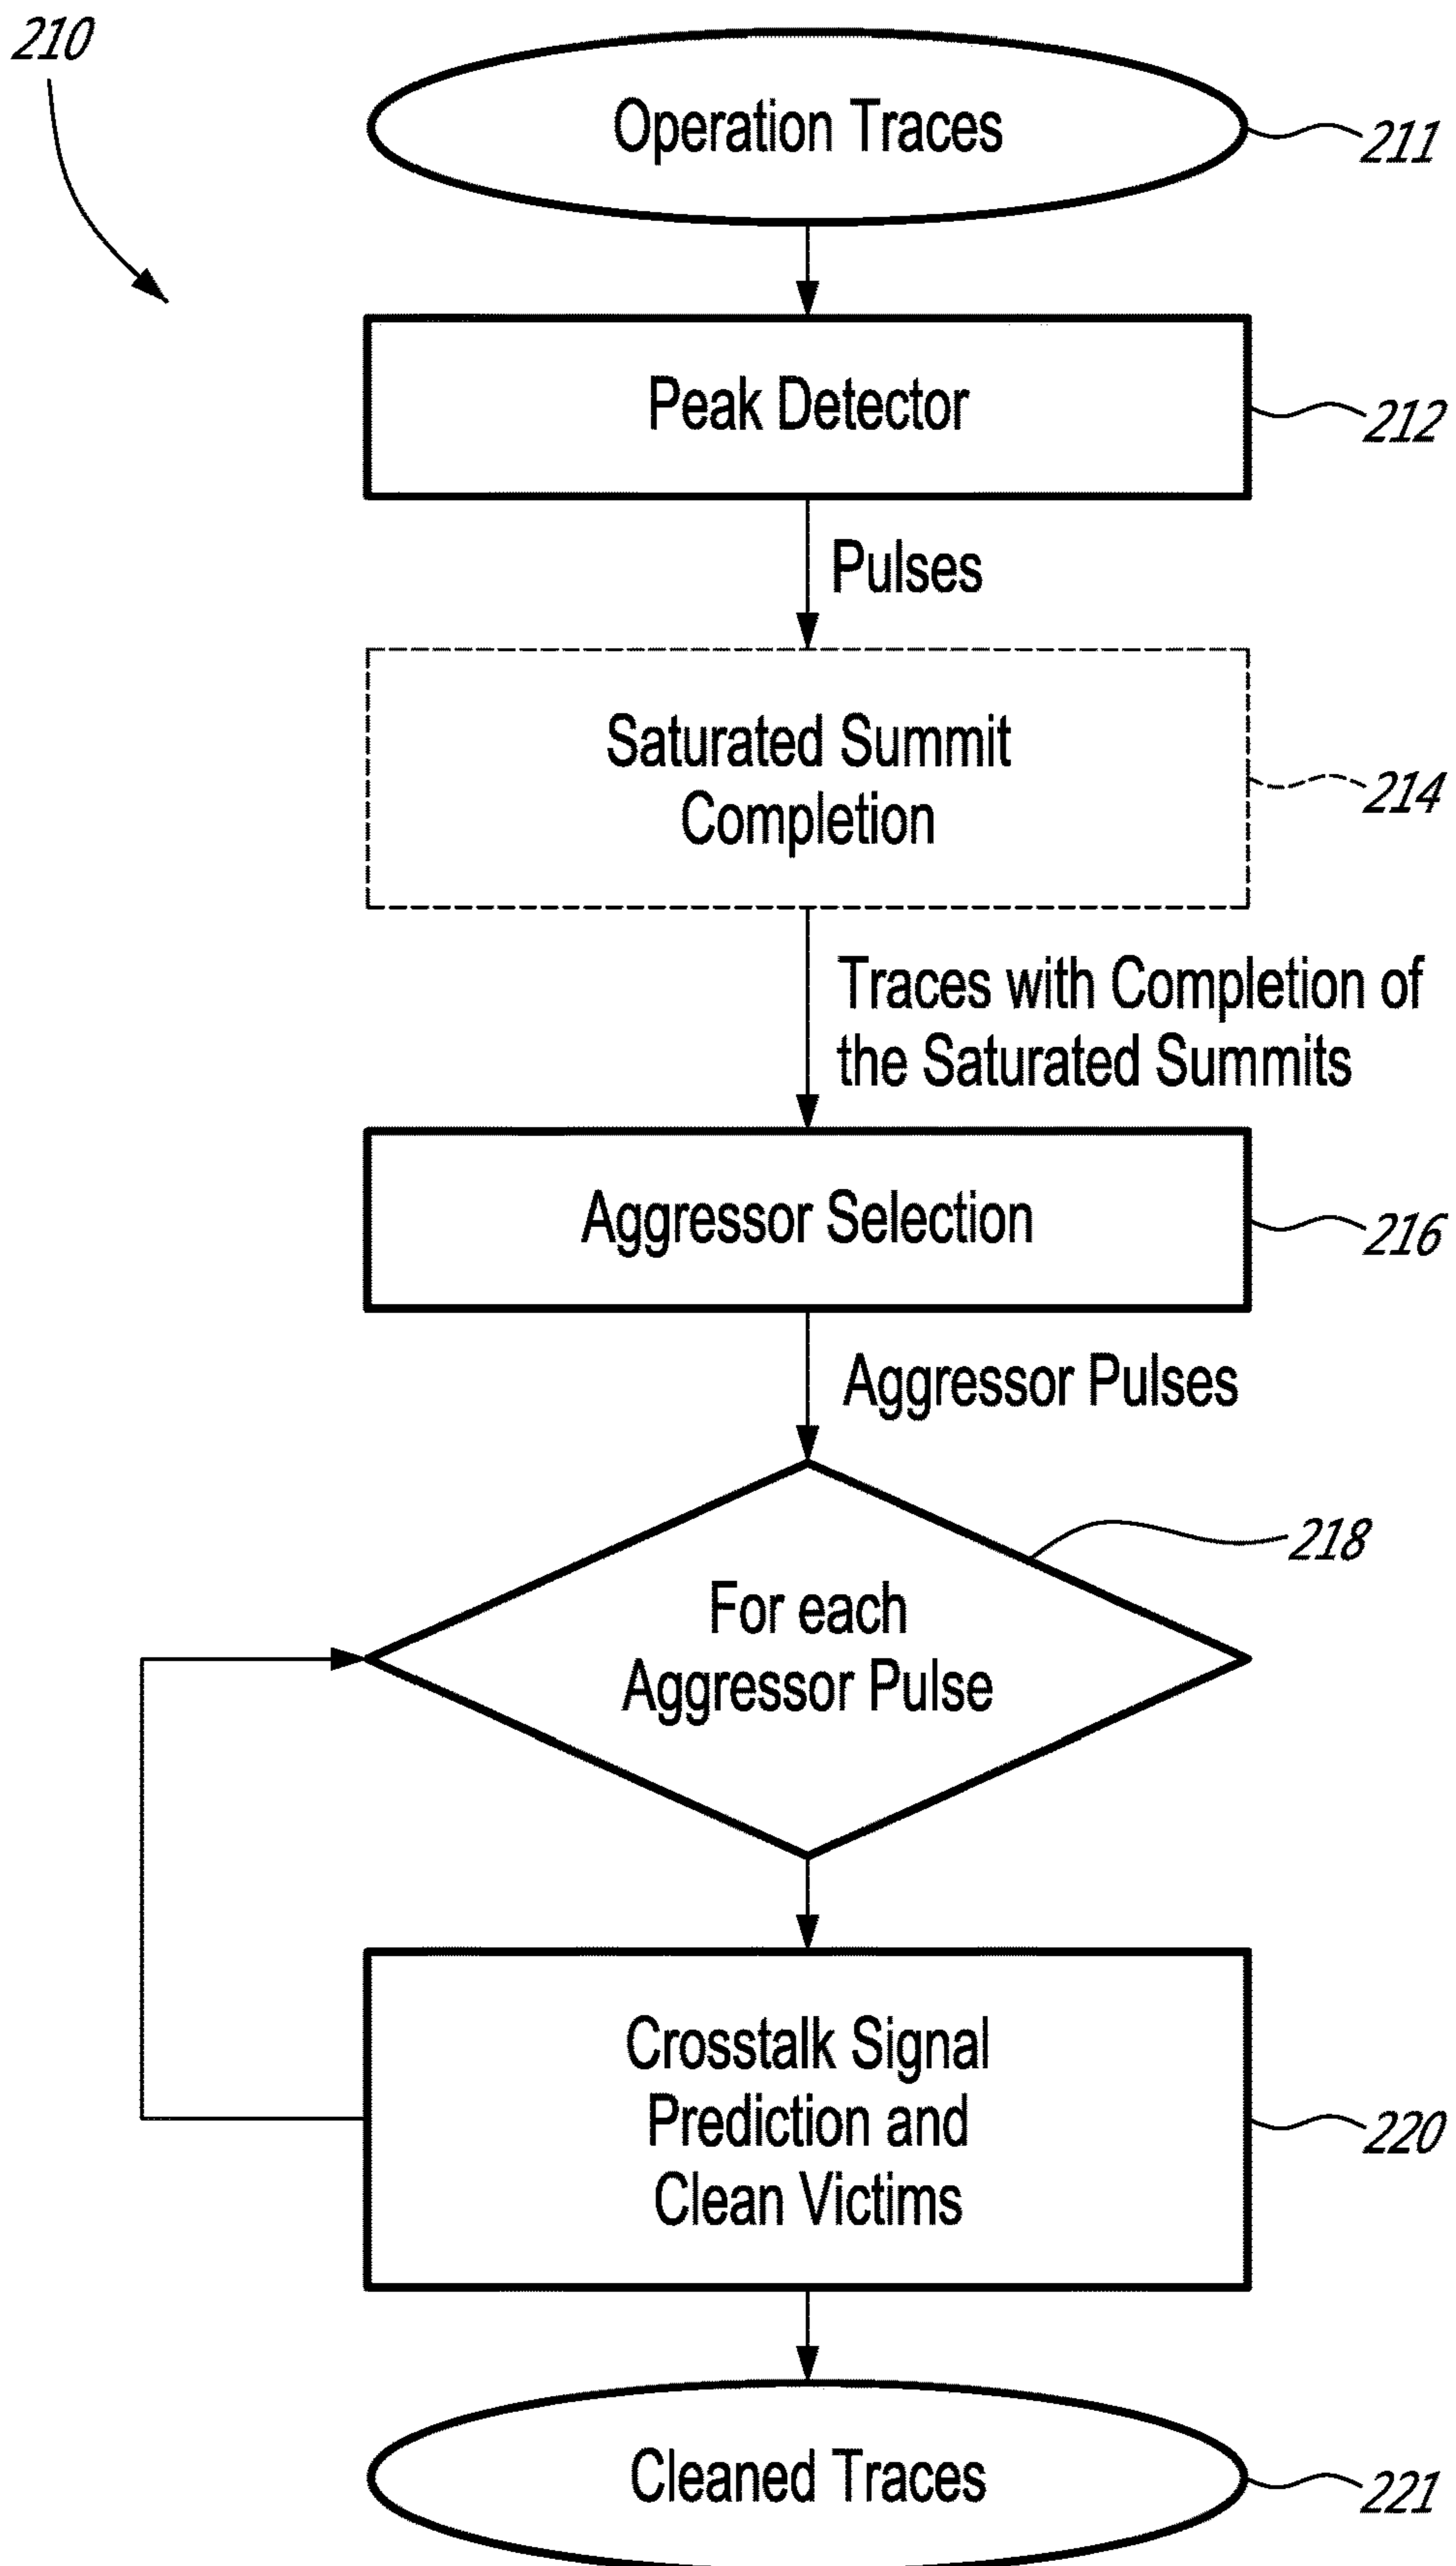 210
Operation Traces
211
Peak Detector
212
Pulses
Saturated Summit
Completion
214
Traces with Completion of
the Saturated Summits
Aggressor Selection
216
Aggressor Pulses
218
For each
Aggressor Pulse
Crosstalk Signal
Prediction and
Clean Victims
220
Cleaned Traces
221